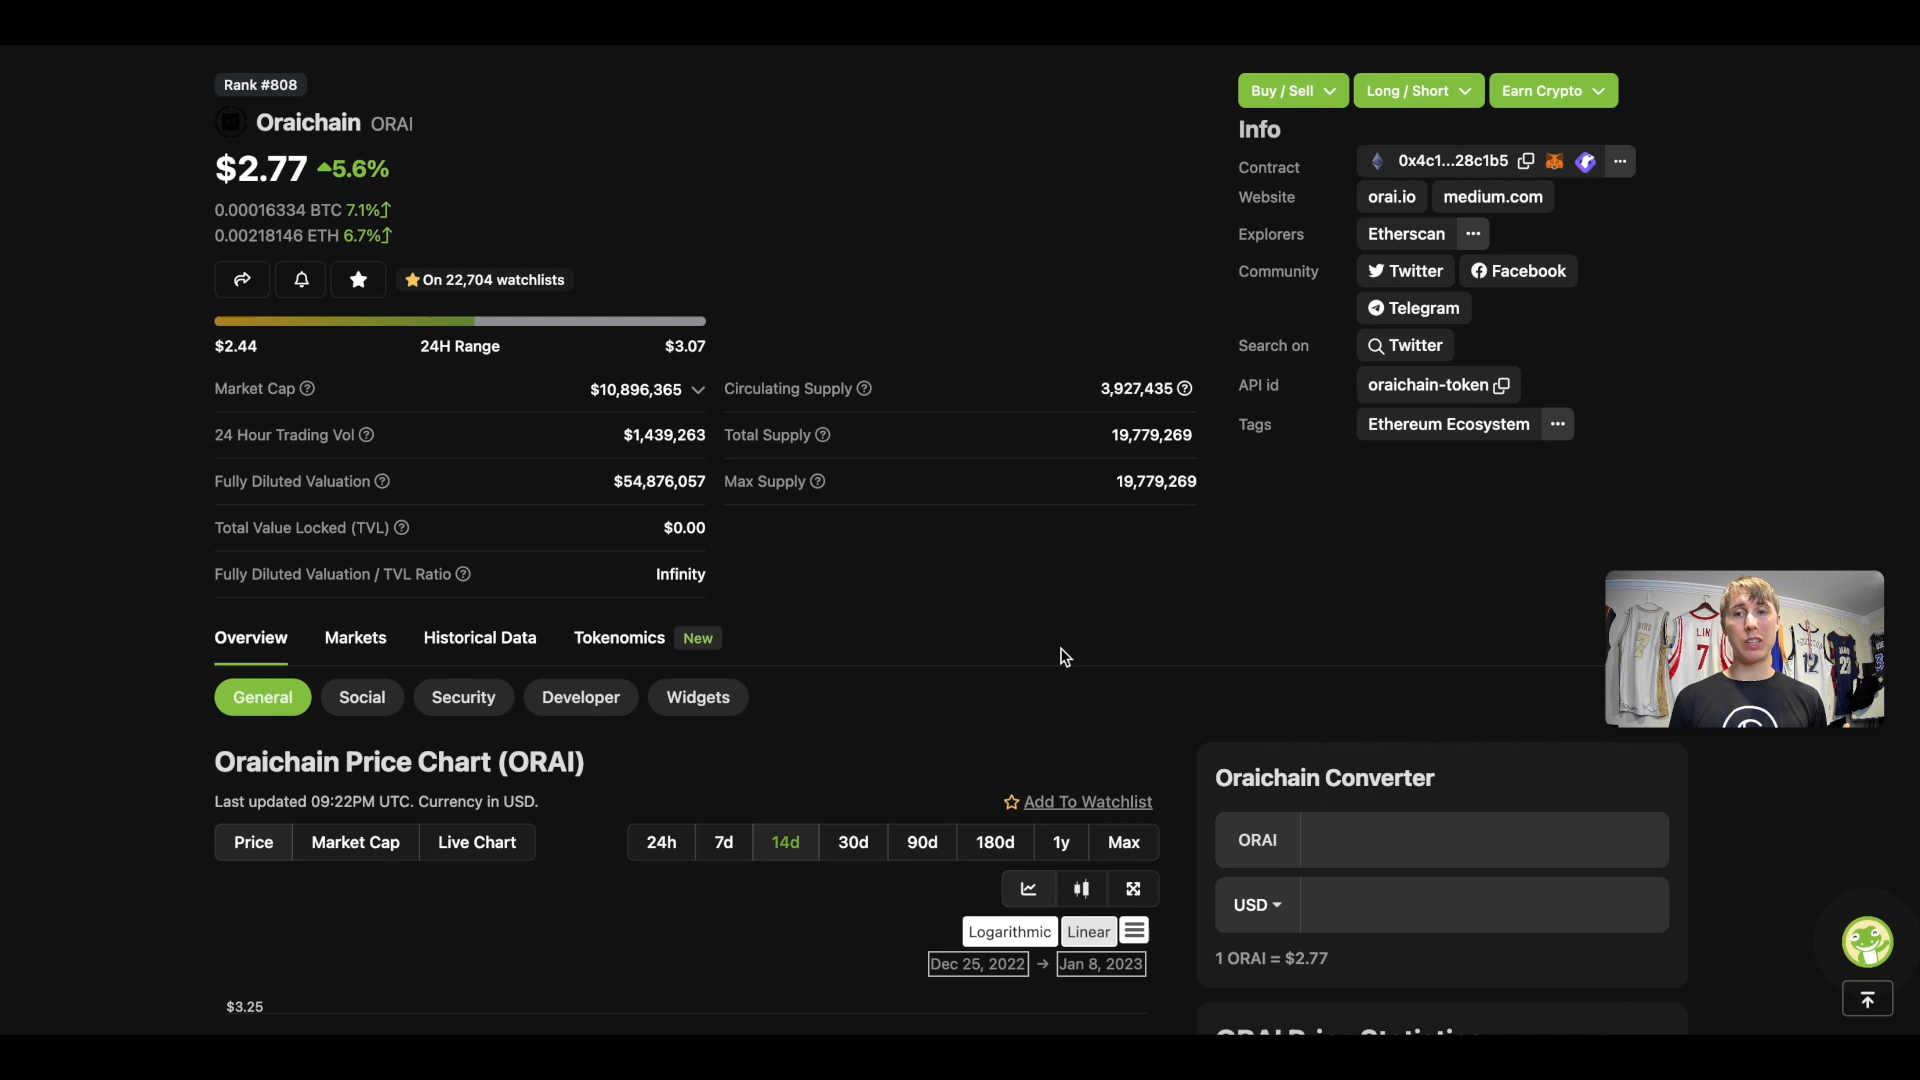 Rank #808
Oraichain ORAI
$2.77 5.6%
0.00016334 BTC 7.1%
0.00218146 ETH 6.7%
On 22,704 watchlists
$2.44 24H Range $3.07
Market Cap $10,896,365
24 Hour Trading Vol $1,439,263
Fully Diluted Valuation $54,876,057
Total Value Locked (TVL) $0.00
Fully Diluted Valuation / TVL Ratio Infinity
Circulating Supply 3,927,435
Total Supply 19,779,269
Max Supply 19,779,269
Buy / Sell Long / Short Earn Crypto
Info
Contract 0x4c1...28c1b5 ...
Website orai.io medium.com
Explorers Etherscan ...
Community Twitter Facebook
Telegram
Search on Twitter
API id oraichain-token
Tags Ethereum Ecosystem ...
Overview Markets Historical Data Tokenomics New
General Social Security Developer Widgets
LIN
7 7 12 23
Oraichain Price Chart (ORAI)
Last updated 09:22PM UTC. Currency in USD.
Add To Watchlist
Price Market Cap Live Chart
24h 7d 14d 30d 90d 180d 1y Max
Logarithmic Linear
Dec 25, 2022 → Jan 8, 2023
$3.25
Oraichain Converter
ORAI
USD
1 ORAI = $2.77
ORAI Price Statistics